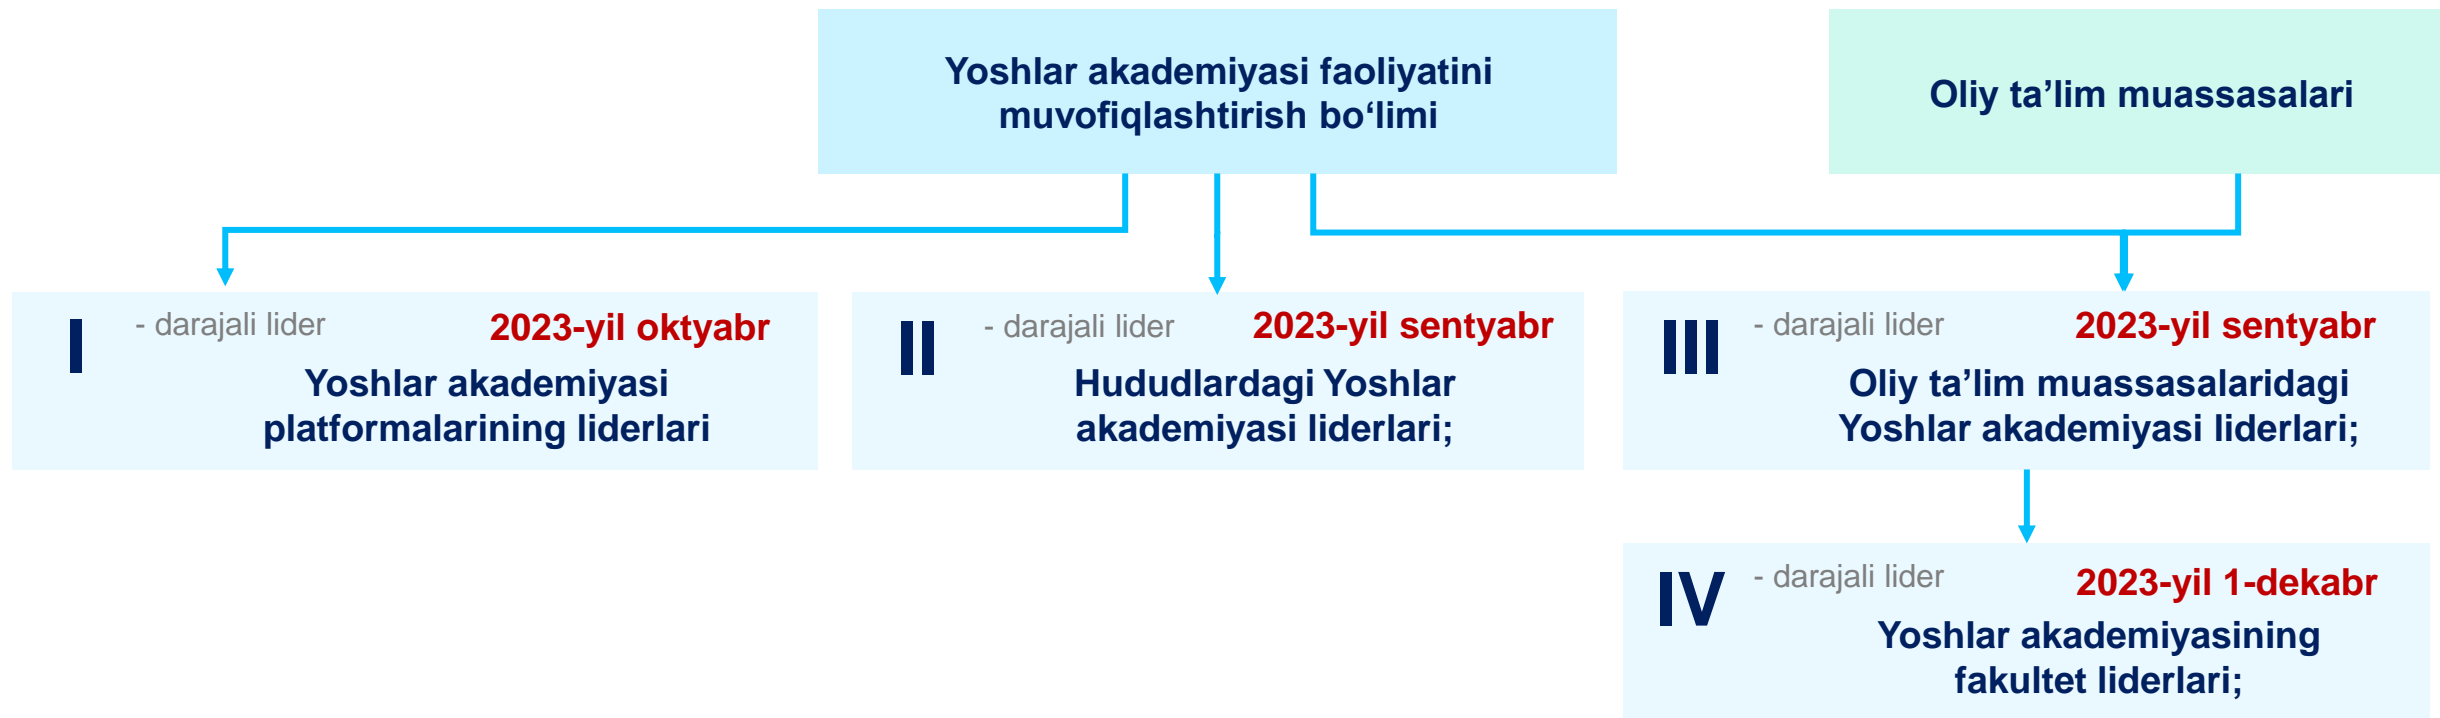 Yoshlar akademiyasi faoliyatini
muvofiqlashtirish bo‘limi
Oliy ta’lim muassasalari
I - darajali lider 2023-yil oktyabr
Yoshlar akademiyasi
platformalarining liderlari
II - darajali lider 2023-yil sentyabr
Hududlardagi Yoshlar
akademiyasi liderlari;
III - darajali lider 2023-yil sentyabr
Oliy ta’lim muassasalaridagi
Yoshlar akademiyasi liderlari;
IV - darajali lider 2023-yil 1-dekabr
Yoshlar akademiyasining
fakultet liderlari;